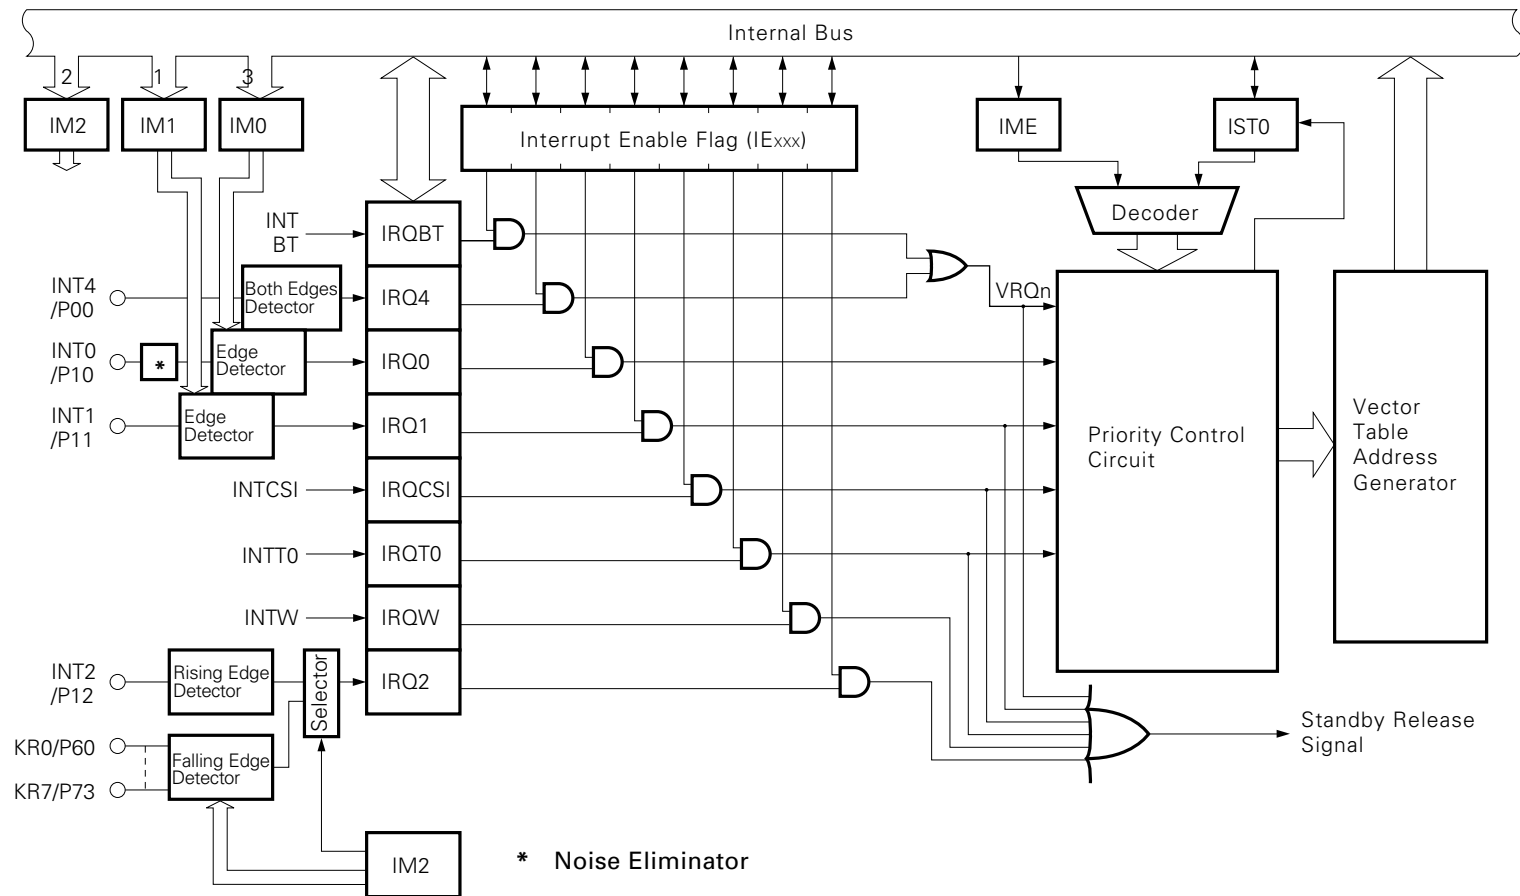 Internal Bus
2
1
3
IM2
IM1
IM0
Interrupt Enable Flag (IExxx)
IME
IST0
Decoder
INT
BT
IRQBT
INT4
/P00
Both Edges
Detector
IRQ4
VRQn
INT0
/P10
*
Edge
Detector
IRQ0
INT1
/P11
Edge
Detector
IRQ1
Priority Control
Circuit
Vector
Table
Address
Generator
INTCSI
IRQCSI
INTT0
IRQT0
INTW
IRQW
INT2
/P12
Rising Edge
Detector
Selector
IRQ2
KR0/P60
KR7/P73
Falling Edge
Detector
Standby Release
Signal
IM2
* Noise Eliminator